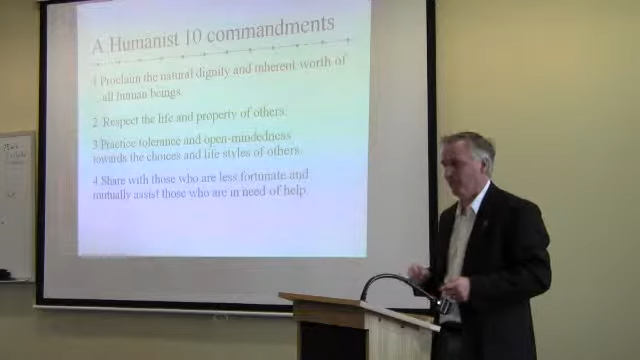 A Humanist 10 commandments
1 Proclaim the natural dignity and inherent worth of
all human beings.
2 Respect the life and property of others.
3 Practice tolerance and open-mindedness
towards the choices and life styles of others.
4 Share with those who are less fortunate and
mutually assist those who are in need of help.